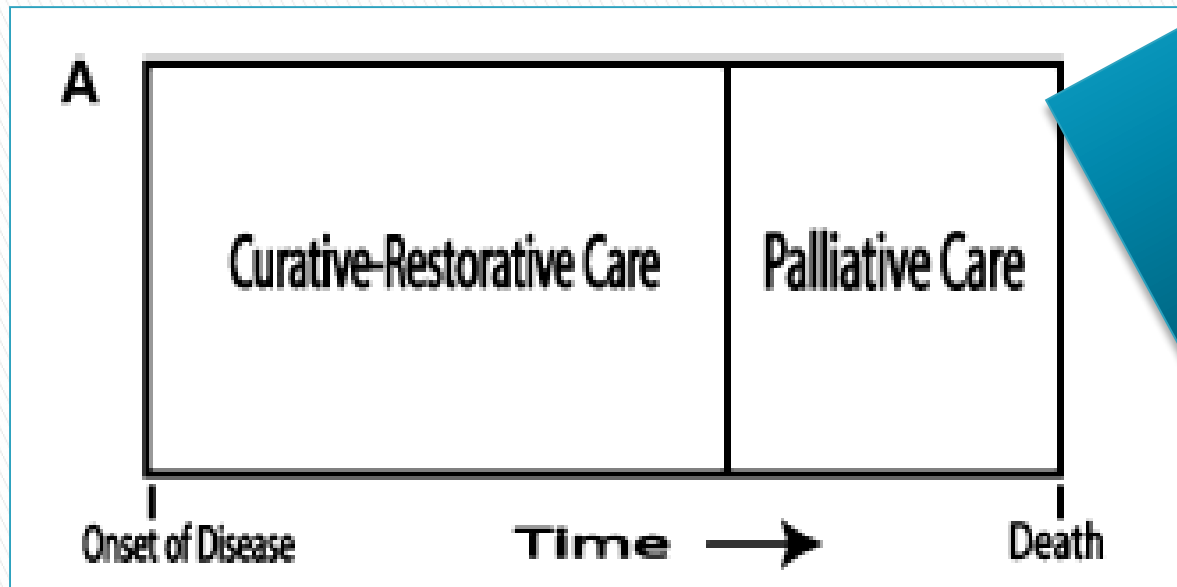 A
Curative-Restorative Care
Palliative Care
Onset of Disease
Time
Death